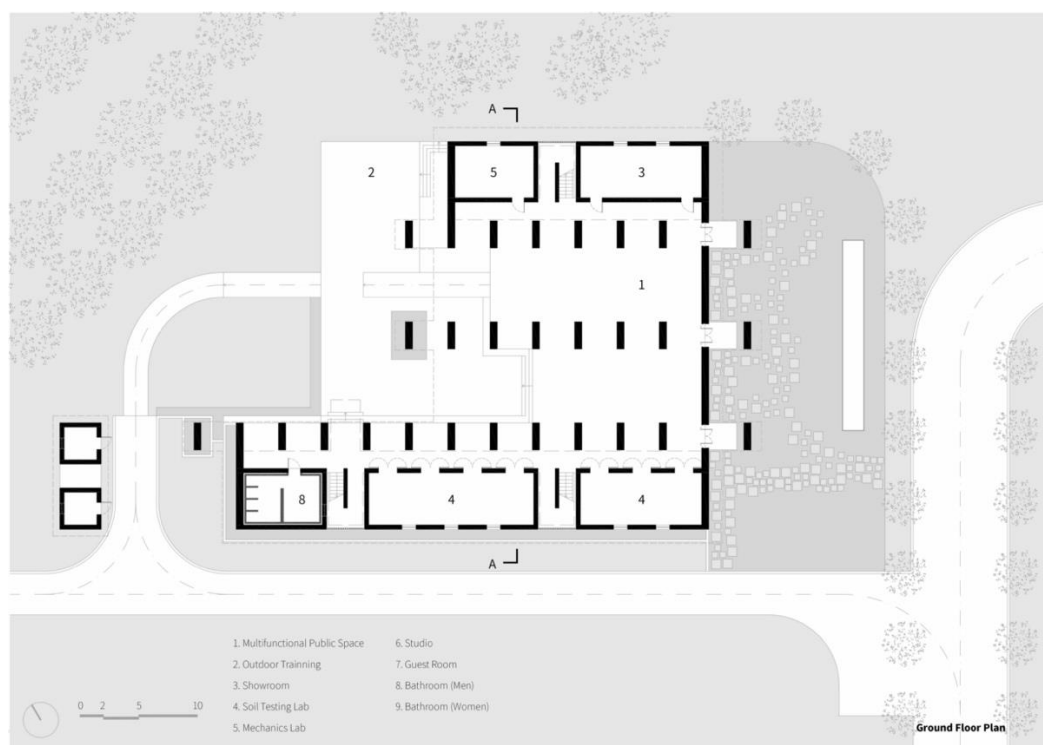 A
2
5
3
1
4
4
8
A
1. Multifunctional Public Space
2. Outdoor Trainning
3. Showroom
4. Soil Testing Lab
5. Mechanics Lab
6. Studio
7. Guest Room
8. Bathroom (Men)
9. Bathroom (Women)
0 2 5 10
Ground Floor Plan